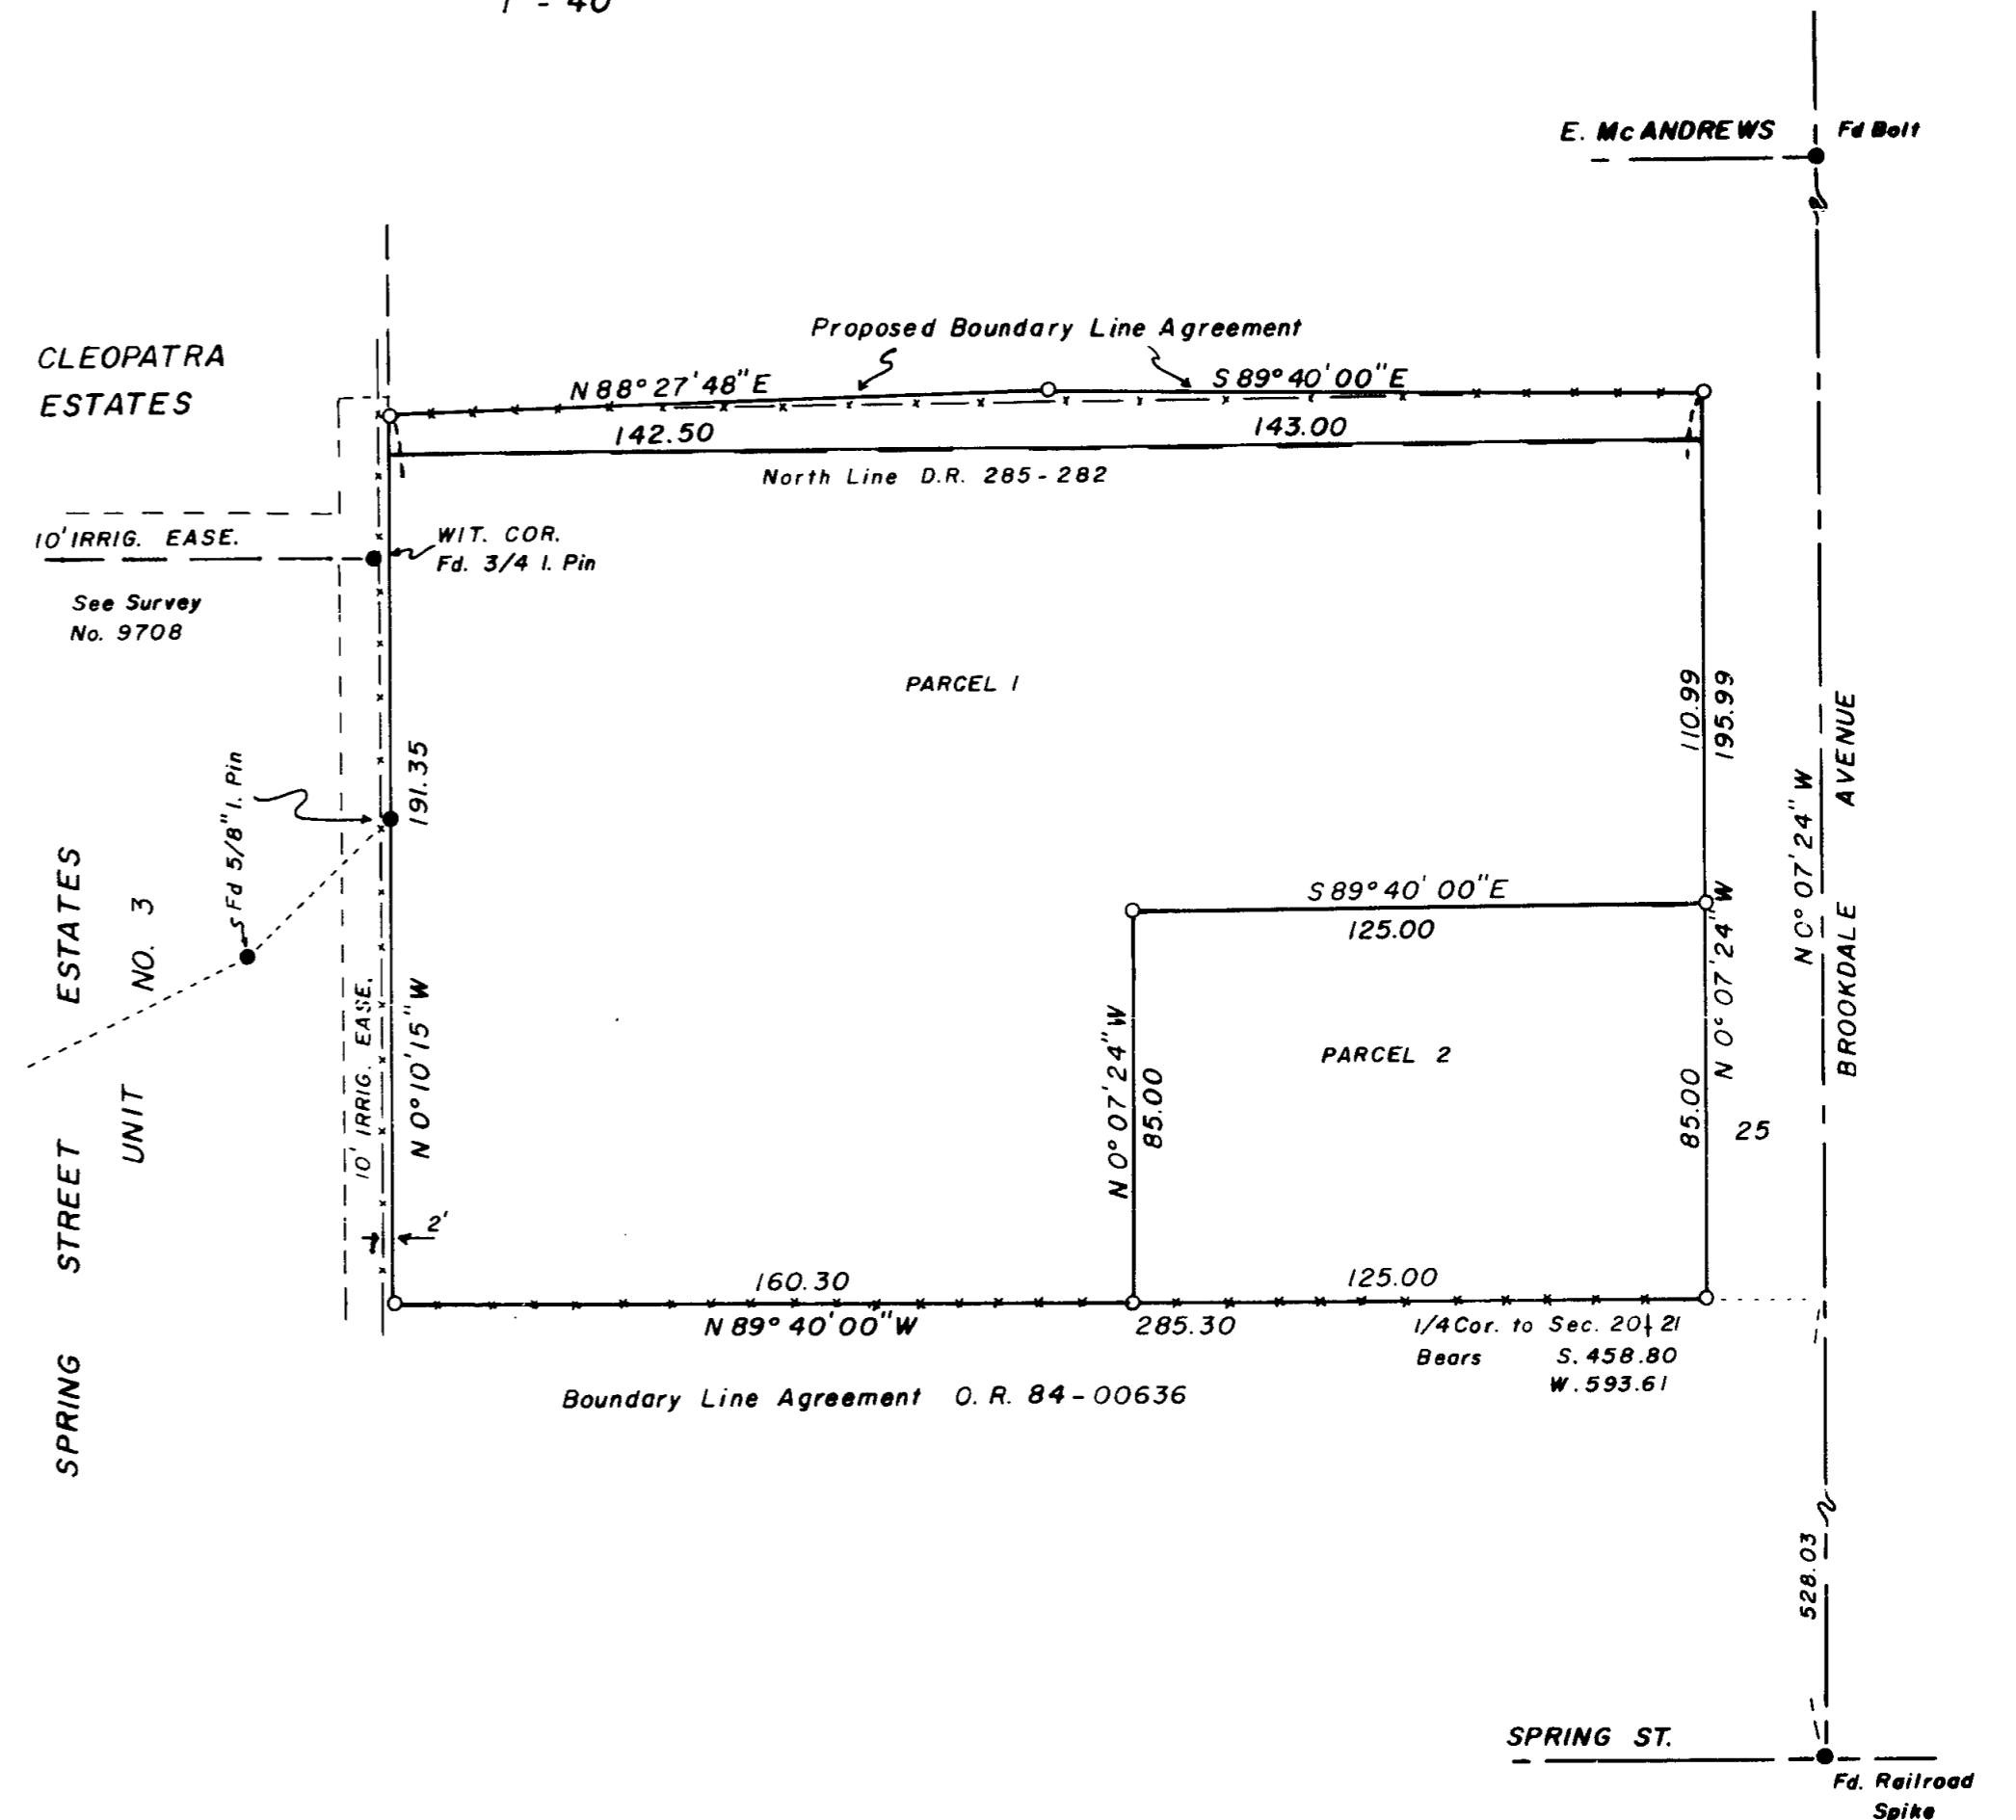 1" = 40'
E. McANDREWS
Fd Bolt
Proposed Boundary Line Agreement
CLEOPATRA
ESTATES
N 88° 27' 48" E
S 89° 40' 00" E
142.50
143.00
North Line D.R. 285-282
10' IRRIG. EASE.
WIT. COR.
Fd. 3/4 I. Pin
See Survey
No. 9708
PARCEL 1
110.99
195.99
191.35
Fd 5/8" I. Pin
N 0° 07' 24" W
BROOKDALE AVENUE
S 89° 40' 00" E
125.00
SPRING STREET ESTATES
UNIT NO. 3
10' IRRIG. EASE.
N 0° 10' 15" W
N 0° 07' 24" W
85.00
PARCEL 2
N 0° 07' 24" W
85.00
25
2'
160.30
125.00
N 89° 40' 00" W
285.30
1/4 Cor. to Sec. 20 & 21
Bears S. 458.80
W. 593.61
Boundary Line Agreement O. R. 84-00636
528.03
SPRING ST.
Fd. Railroad
Spike